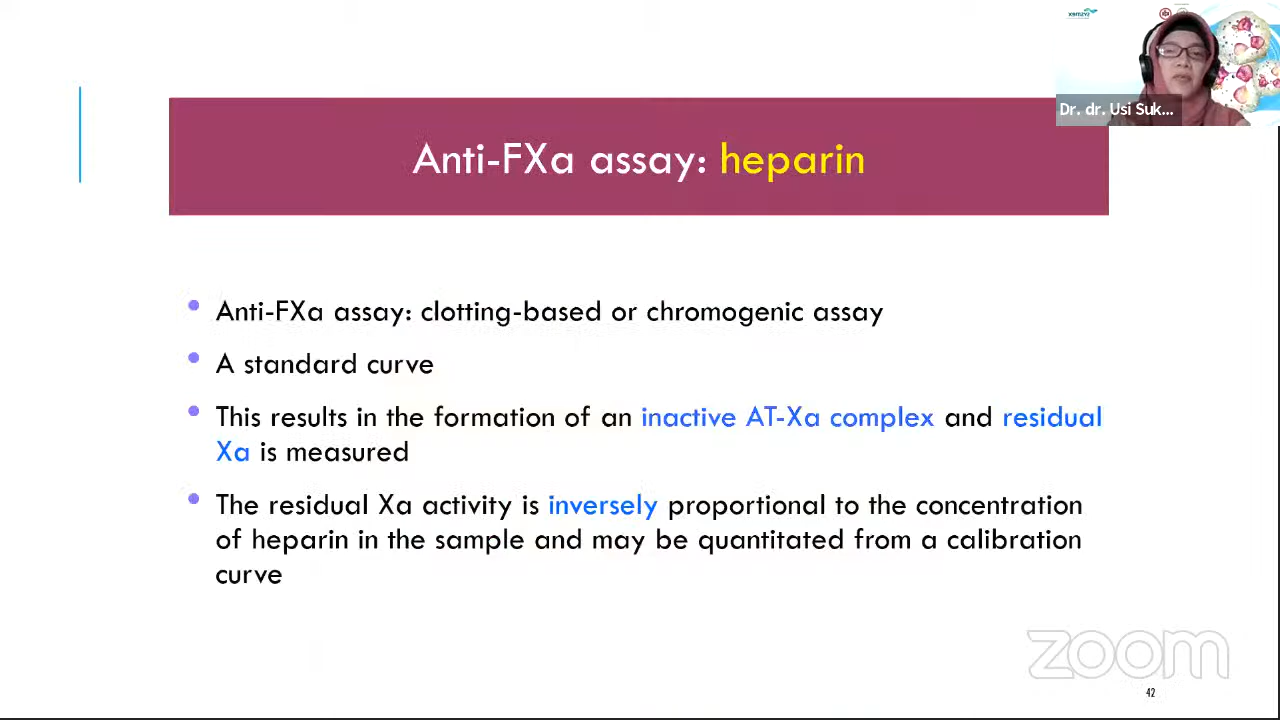 sysmex
Dr. dr. Usi Suk...
Anti-FXa assay: heparin
Anti-FXa assay: clotting-based or chromogenic assay
A standard curve
This results in the formation of an inactive AT-Xa complex and residual
Xa is measured
The residual Xa activity is inversely proportional to the concentration
of heparin in the sample and may be quantitated from a calibration
curve
zoom
42